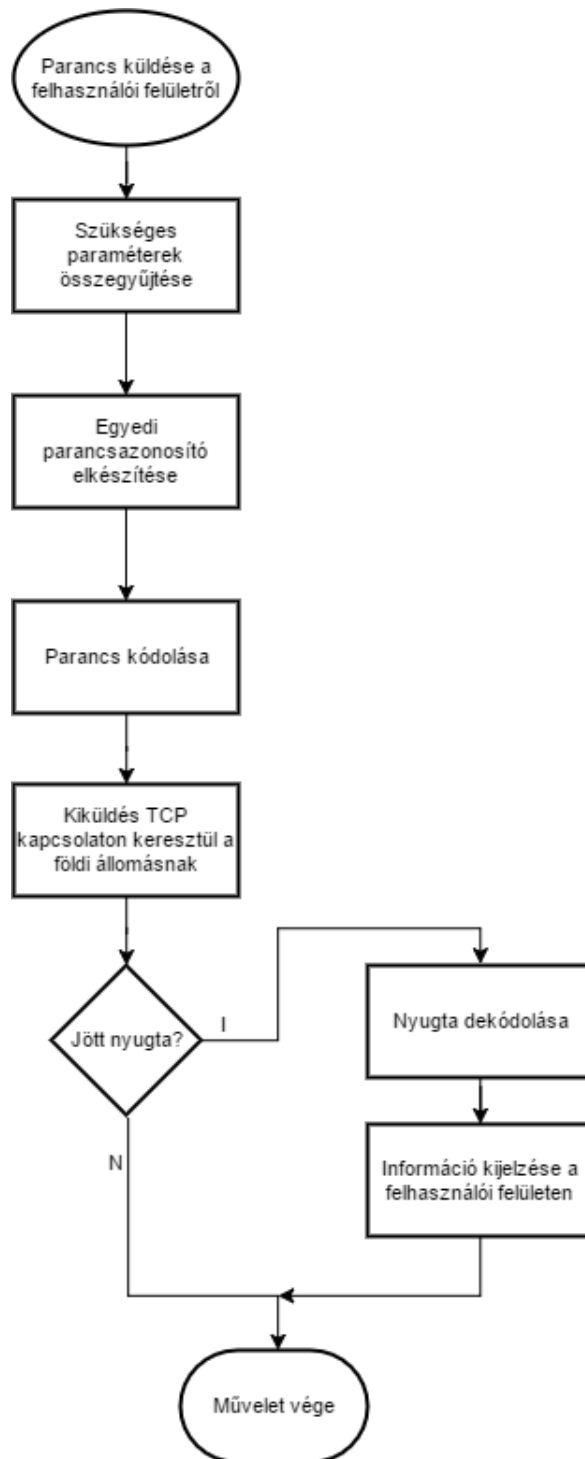 Parancs küldése a
felhasználói felületről
Szükséges
paraméterek
összegyűjtése
Egyedi
parancsazonosító
elkészítése
Parancs kódolása
Kiküldés TCP
kapcsolaton keresztül a
földi állomásnak
Jött nyugta?
I
N
Nyugta dekódolása
Információ kijelzése a
felhasználói felületen
Művelet vége